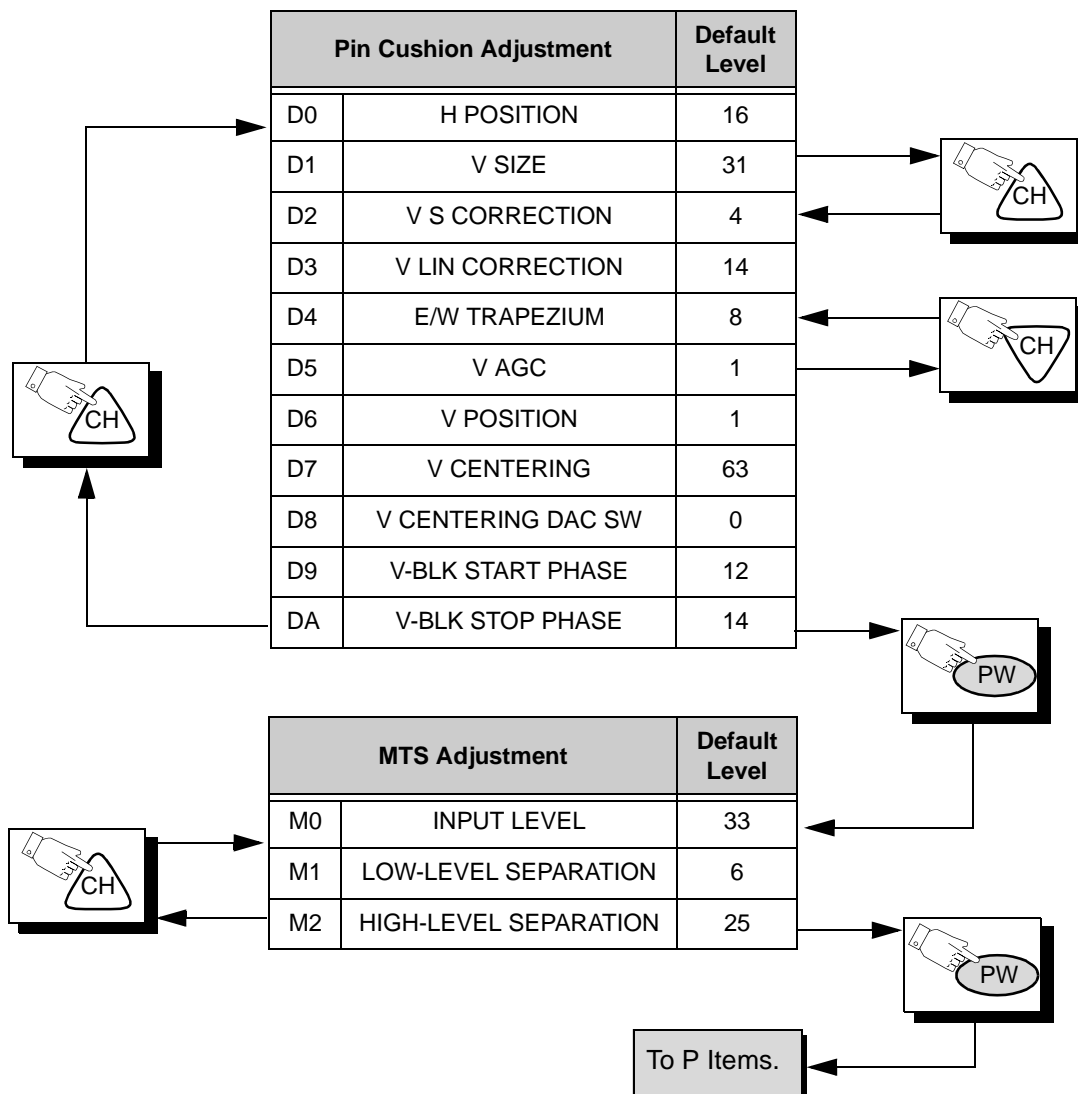 Pin Cushion Adjustment Default Level
D0 H POSITION 16
D1 V SIZE 31
D2 V S CORRECTION 4
D3 V LIN CORRECTION 14
D4 E/W TRAPEZIUM 8
D5 V AGC 1
D6 V POSITION 1
D7 V CENTERING 63
D8 V CENTERING DAC SW 0
D9 V-BLK START PHASE 12
DA V-BLK STOP PHASE 14
CH
CH
CH
PW
MTS Adjustment Default Level
M0 INPUT LEVEL 33
M1 LOW-LEVEL SEPARATION 6
M2 HIGH-LEVEL SEPARATION 25
CH
PW
To P Items.